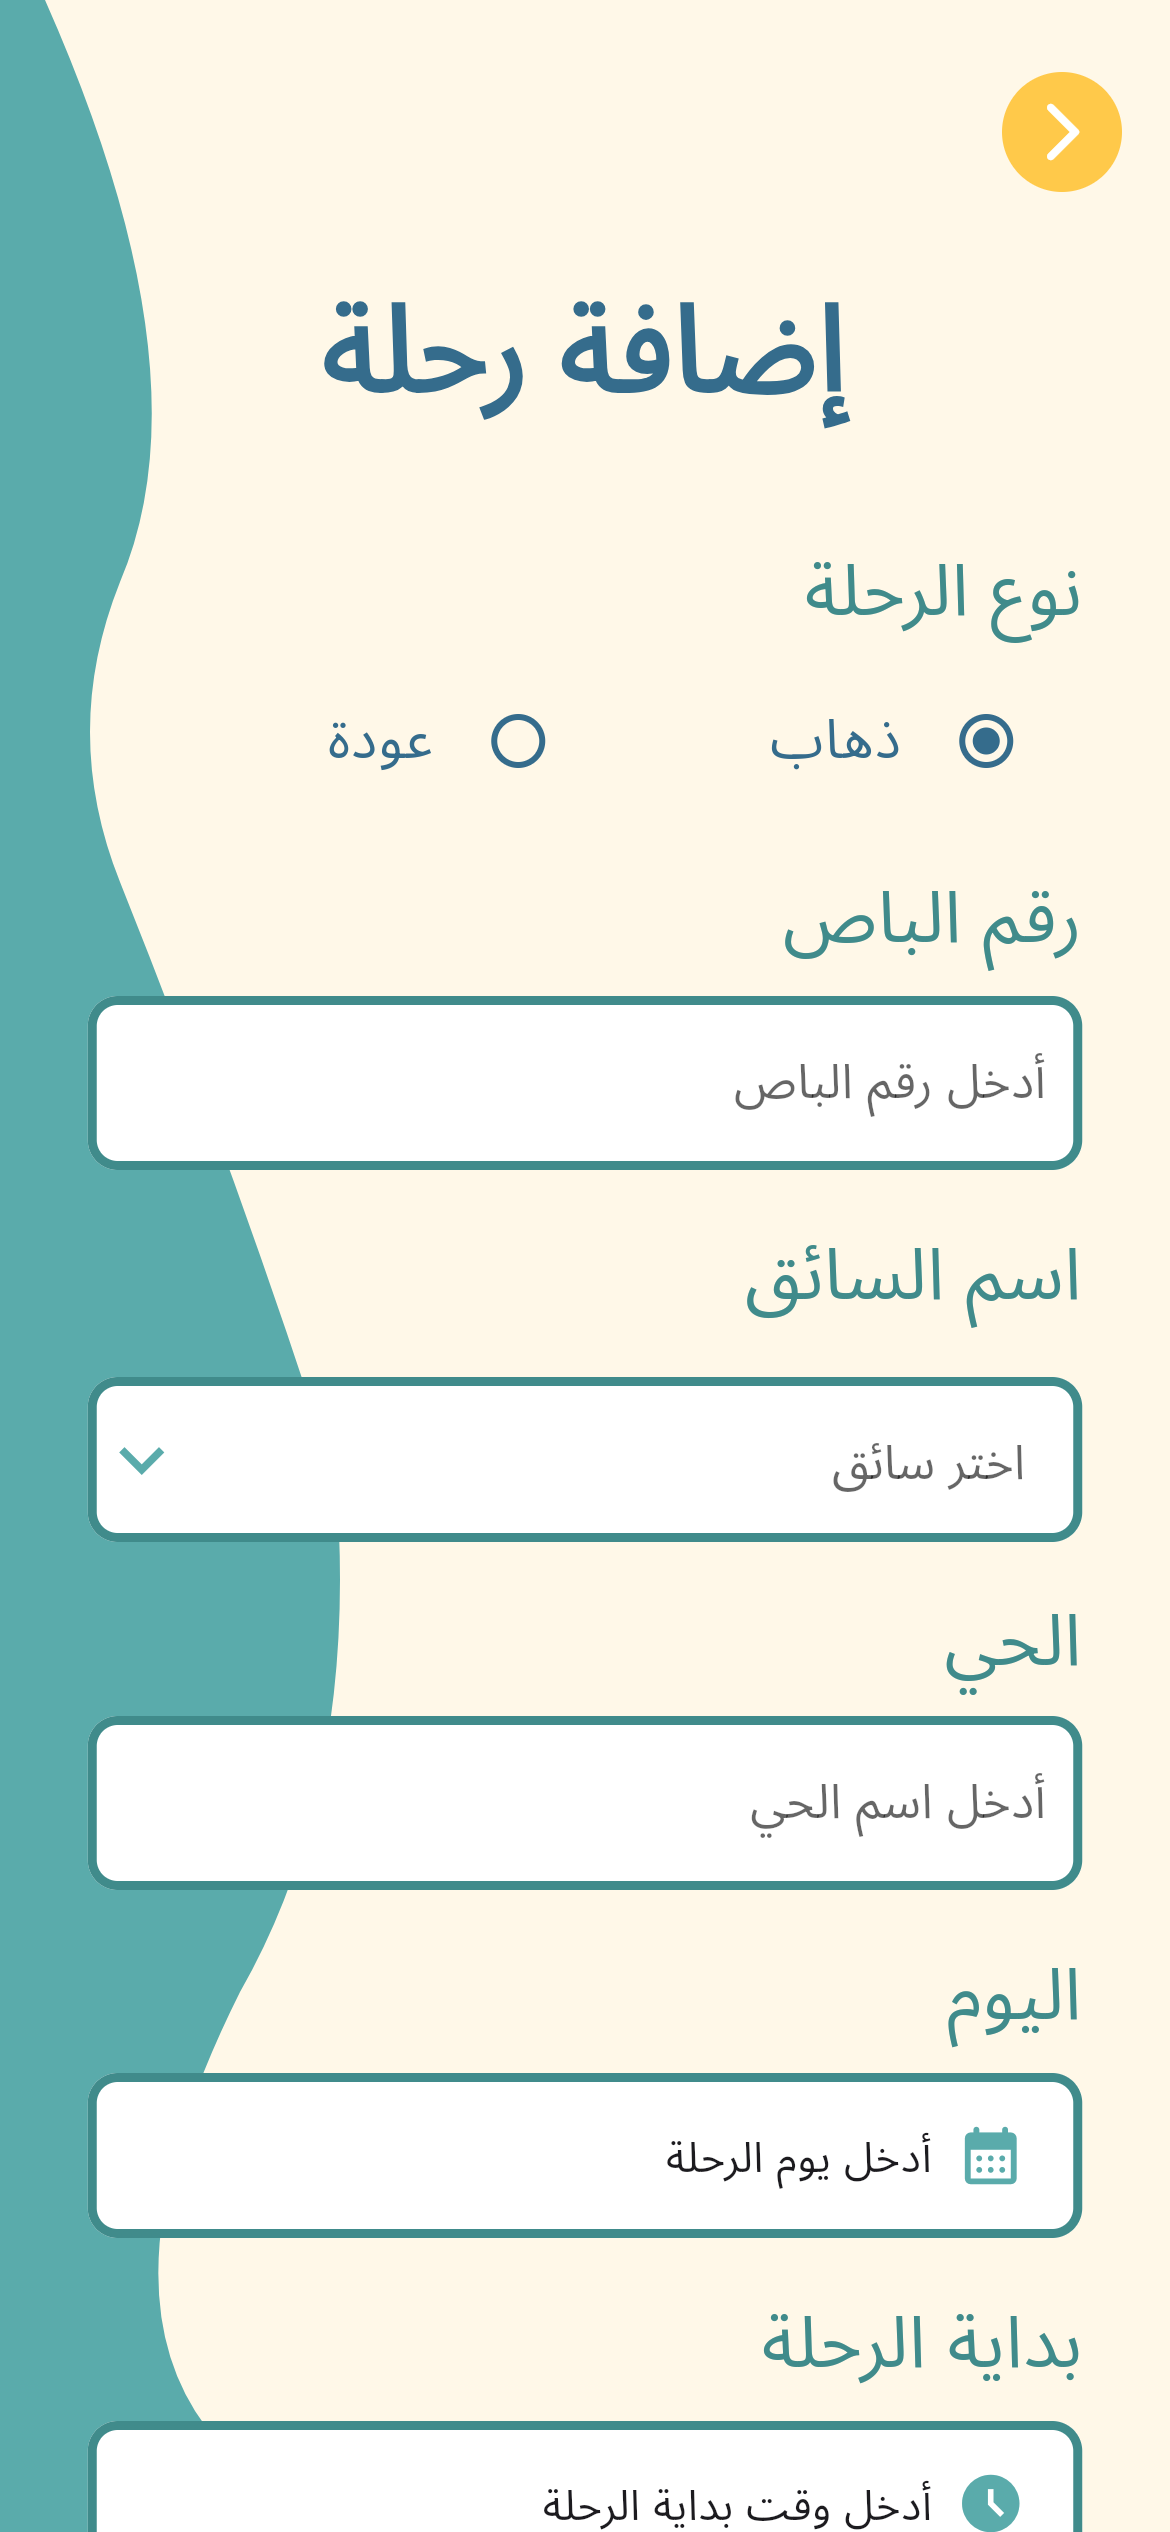 إضافة رحلة
نوع الرحلة
ذهاب
عودة
رقم الباص
أدخل رقم الباص
اسم السائق
اختر سائق
الحي
أدخل اسم الحي
اليوم
أدخل يوم الرحلة
بداية الرحلة
أدخل وقت بداية الرحلة